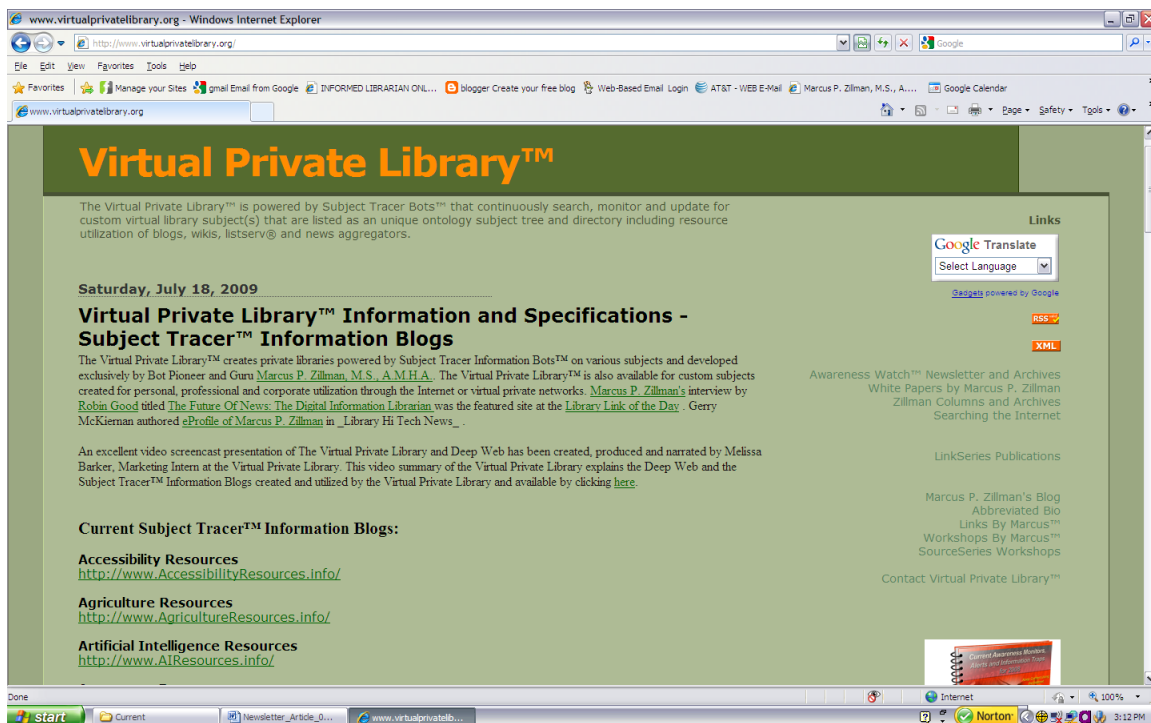 www.virtualprivatelibrary.org - Windows Internet Explorer
http://www.virtualprivatelibrary.org/
Google
File Edit View Favorites Tools Help
Favorites Manage your Sites gmail Email from Google INFORMED LIBRARIAN ONL... blogger Create your free blog Web-Based Email Login AT&T - WEB E-Mail Marcus P. Zillman, M.S., A.... Google Calendar
www.virtualprivatelibrary.org
Page Safety Tools
Virtual Private Library™
The Virtual Private Library™ is powered by Subject Tracer Bots™ that continuously search, monitor and update for
custom virtual library subject(s) that are listed as an unique ontology subject tree and directory including resource
utilization of blogs, wikis, listserv® and news aggregators.
Saturday, July 18, 2009
Virtual Private Library™ Information and Specifications -
Subject Tracer™ Information Blogs
The Virtual Private Library™ creates private libraries powered by Subject Tracer Information Bots™ on various subjects and developed
exclusively by Bot Pioneer and Guru Marcus P. Zillman, M.S., A.M.H.A.. The Virtual Private Library™ is also available for custom subjects
created for personal, professional and corporate utilization through the Internet or virtual private networks. Marcus P. Zillman's interview by
Robin Good titled The Future Of News: The Digital Information Librarian was the featured site at the Library Link of the Day . Gerry
McKiernan authored eProfile of Marcus P. Zillman in _Library Hi Tech News_ .
An excellent video screencast presentation of The Virtual Private Library and Deep Web has been created, produced and narrated by Melissa
Barker, Marketing Intern at the Virtual Private Library. This video summary of the Virtual Private Library explains the Deep Web and the
Subject Tracer™ Information Blogs created and utilized by the Virtual Private Library and available by clicking here.
Current Subject Tracer™ Information Blogs:
Accessibility Resources
http://www.AccessibilityResources.info/
Agriculture Resources
http://www.AgricultureResources.info/
Artificial Intelligence Resources
http://www.AIResources.info/
Links
Google Translate
Select Language
Gadgets powered by Google
RSS
XML
Awareness Watch™ Newsletter and Archives
White Papers by Marcus P. Zillman
Zillman Columns and Archives
Searching the Internet
LinkSeries Publications
Marcus P. Zillman's Blog
Abbreviated Bio
Links By Marcus™
Workshops By Marcus™
SourceSeries Workshops
Contact Virtual Private Library™
Current Awareness Monitors,
Alerts and Information Traps
Done
Internet
100%
start
Current
Newsletter_Article_0...
www.virtualprivatelib...
Norton
3:12 PM